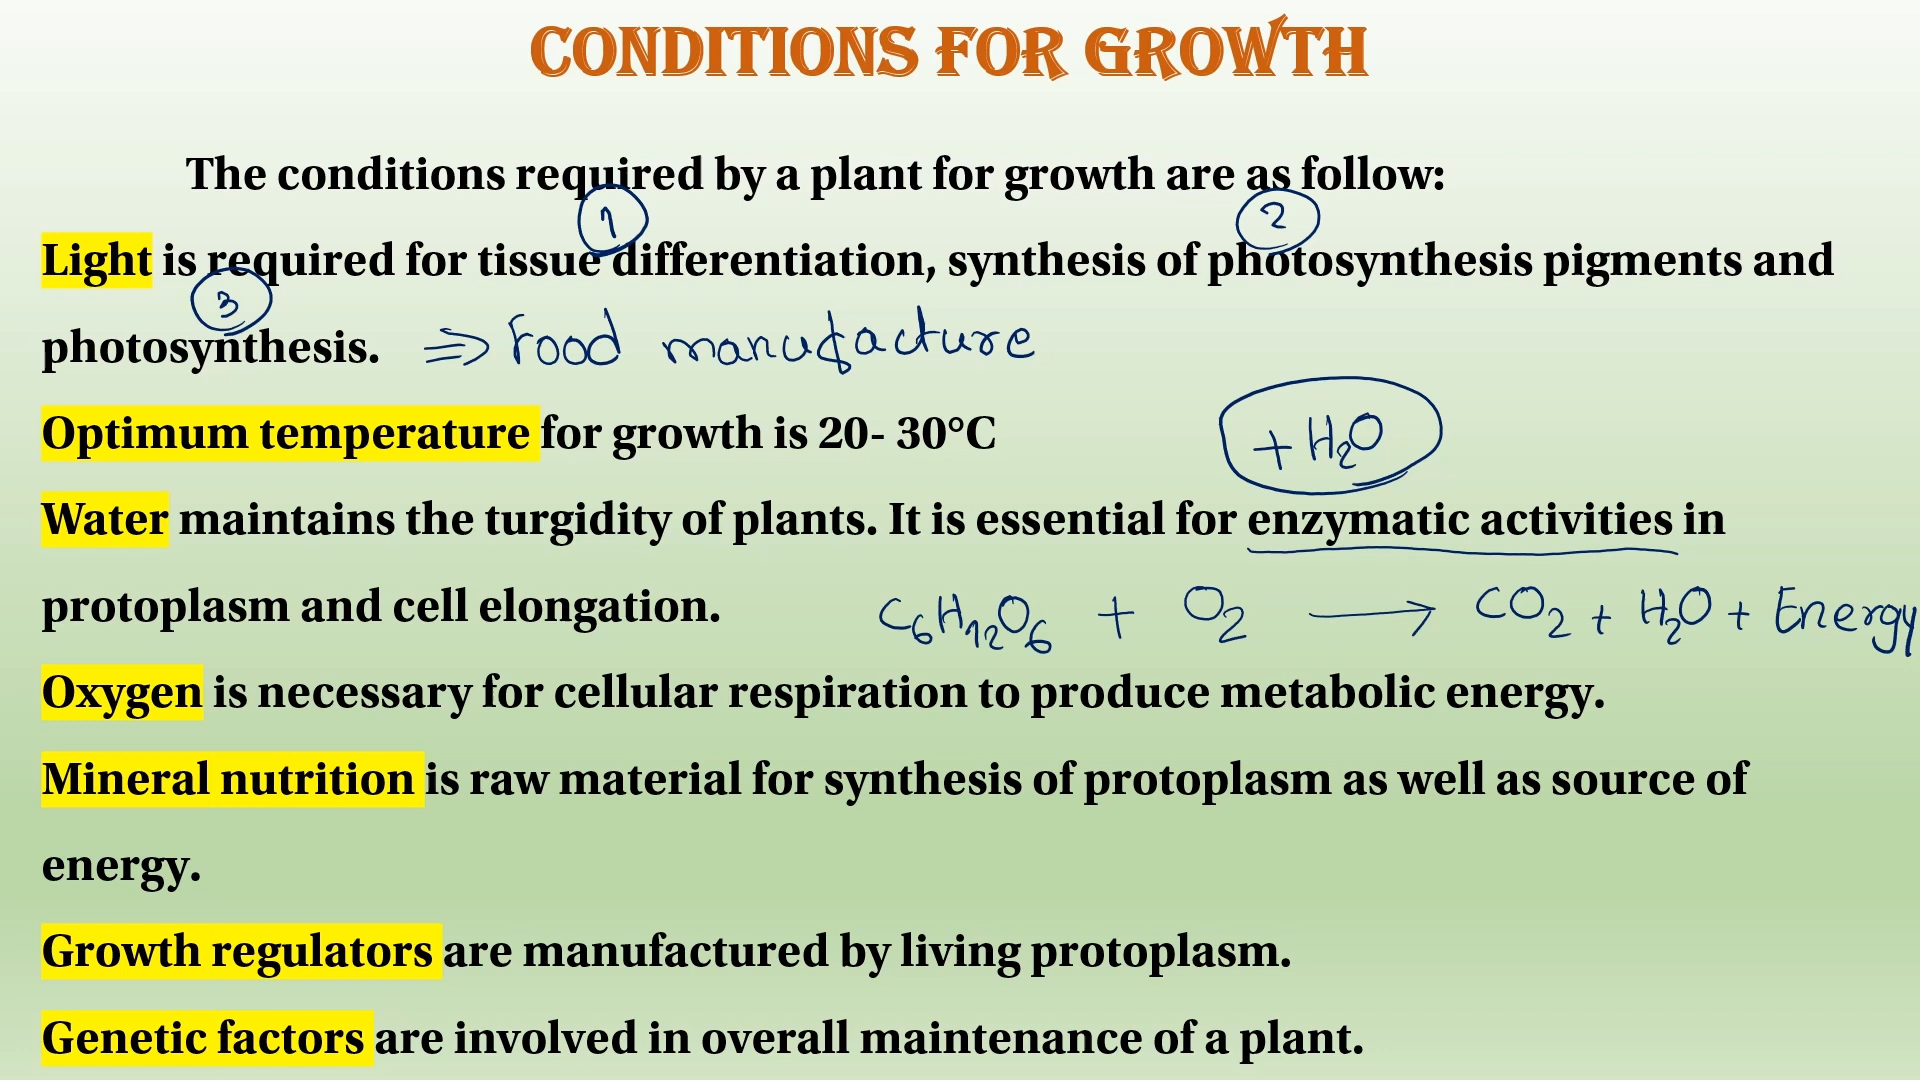 CONDITIONS FOR GROWTH
The conditions required by a plant for growth are as follow:
1 2
Light is required for tissue differentiation, synthesis of photosynthesis pigments and
3
photosynthesis. ⇒ Food manufacture
Optimum temperature for growth is 20- 30°C + H₂O
Water maintains the turgidity of plants. It is essential for enzymatic activities in
protoplasm and cell elongation. C₆H₁₂O₆ + O₂ → CO₂ + H₂O + Energy
Oxygen is necessary for cellular respiration to produce metabolic energy.
Mineral nutrition is raw material for synthesis of protoplasm as well as source of
energy.
Growth regulators are manufactured by living protoplasm.
Genetic factors are involved in overall maintenance of a plant.